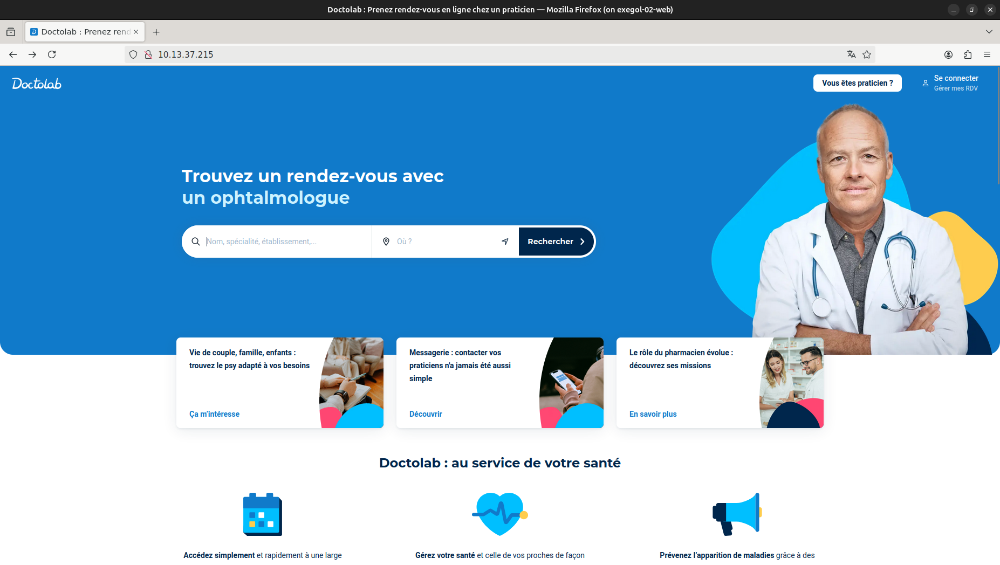 Doctolab : Prenez rendez-vous en ligne chez un praticien — Mozilla Firefox (on exegol-02-web)
Doctolab : Prenez rend
10.13.37.215
Doctolab
Vous êtes praticien ?
Se connecter
Gérer mes RDV
Trouvez un rendez-vous avec
un ophtalmologue
Nom, spécialité, établissement,...
Où ?
Rechercher
Vie de couple, famille, enfants :
trouvez le psy adapté à vos besoins
Ça m’intéresse
Messagerie : contacter vos
praticiens n'a jamais été aussi
simple
Découvrir
Le rôle du pharmacien évolue :
découvrez ses missions
En savoir plus
Doctolab : au service de votre santé
Accédez simplement et rapidement à une large
Gérez votre santé et celle de vos proches de façon
Prévenez l’apparition de maladies grâce à des